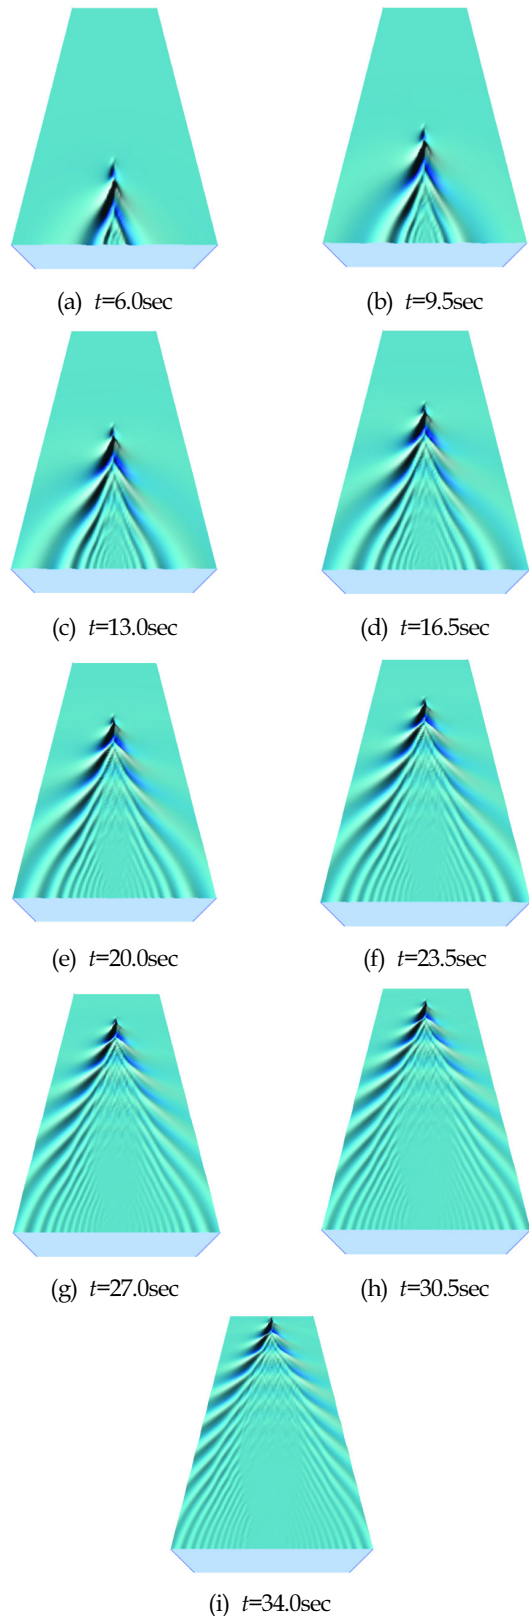 (a) t=6.0sec
(b) t=9.5sec
(c) t=13.0sec
(d) t=16.5sec
(e) t=20.0sec
(f) t=23.5sec
(g) t=27.0sec
(h) t=30.5sec
(i) t=34.0sec